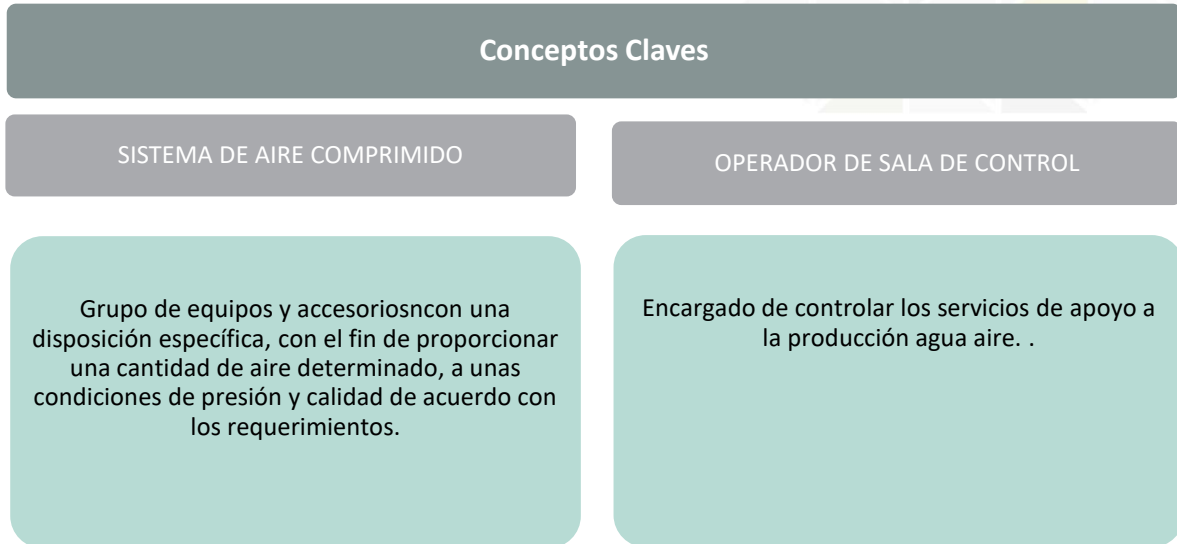 Conceptos Claves
SISTEMA DE AIRE COMPRIMIDO
OPERADOR DE SALA DE CONTROL
Grupo de equipos y accesoriosncon una
disposición específica, con el fin de proporcionar
una cantidad de aire determinado, a unas
condiciones de presión y calidad de acuerdo con
los requerimientos.
Encargado de controlar los servicios de apoyo a
la producción agua aire. .